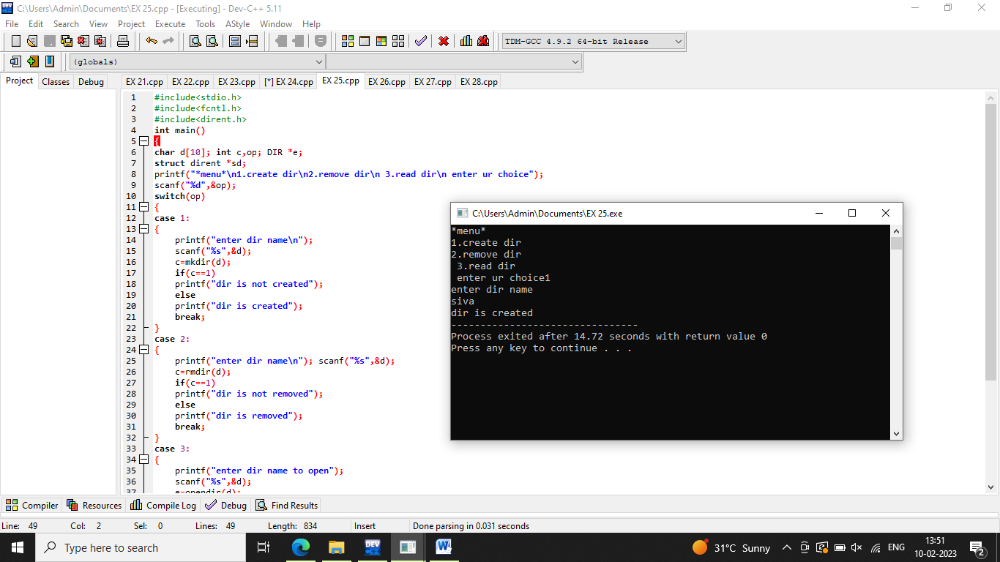 C:\Users\Admin\Documents\EX 25.cpp - [Executing] - Dev-C++ 5.11
File Edit Search View Project Execute Tools AStyle Window Help
TDM-GCC 4.9.2 64-bit Release
(globals)
Project Classes Debug
EX 21.cpp EX 22.cpp EX 23.cpp [*] EX 24.cpp EX 25.cpp EX 26.cpp EX 27.cpp EX 28.cpp
1 #include<stdio.h>
2 #include<fcntl.h>
3 #include<dirent.h>
4 int main()
5 {
6 char d[10]; int c,op; DIR *e;
7 struct dirent *sd;
8 printf("*menu*\n1.create dir\n2.remove dir\n 3.read dir\n enter ur choice");
9 scanf("%d",&op);
10 switch(op)
11 {
12 case 1:
13 {
14 printf("enter dir name\n");
15 scanf("%s",&d);
16 c=mkdir(d);
17 if(c==1)
18 printf("dir is not created");
19 else
20 printf("dir is created");
21 break;
22 }
23 case 2:
24 {
25 printf("enter dir name\n"); scanf("%s",&d);
26 c=rmdir(d);
27 if(c==1)
28 printf("dir is not removed");
29 else
30 printf("dir is removed");
31 break;
32 }
33 case 3:
34 {
35 printf("enter dir name to open");
36 scanf("%s",&d);
37 e=opendir(d);
C:\Users\Admin\Documents\EX 25.exe
*menu*
1.create dir
2.remove dir
3.read dir
enter ur choice1
enter dir name
siva
dir is created
--------------------------------
Process exited after 14.72 seconds with return value 0
Press any key to continue . . .
Compiler Resources Compile Log Debug Find Results
Line: 49 Col: 2 Sel: 0 Lines: 49 Length: 834 Insert Done parsing in 0.031 seconds
Type here to search
DEV
W
31°C Sunny
ENG
13:51
10-02-2023
2